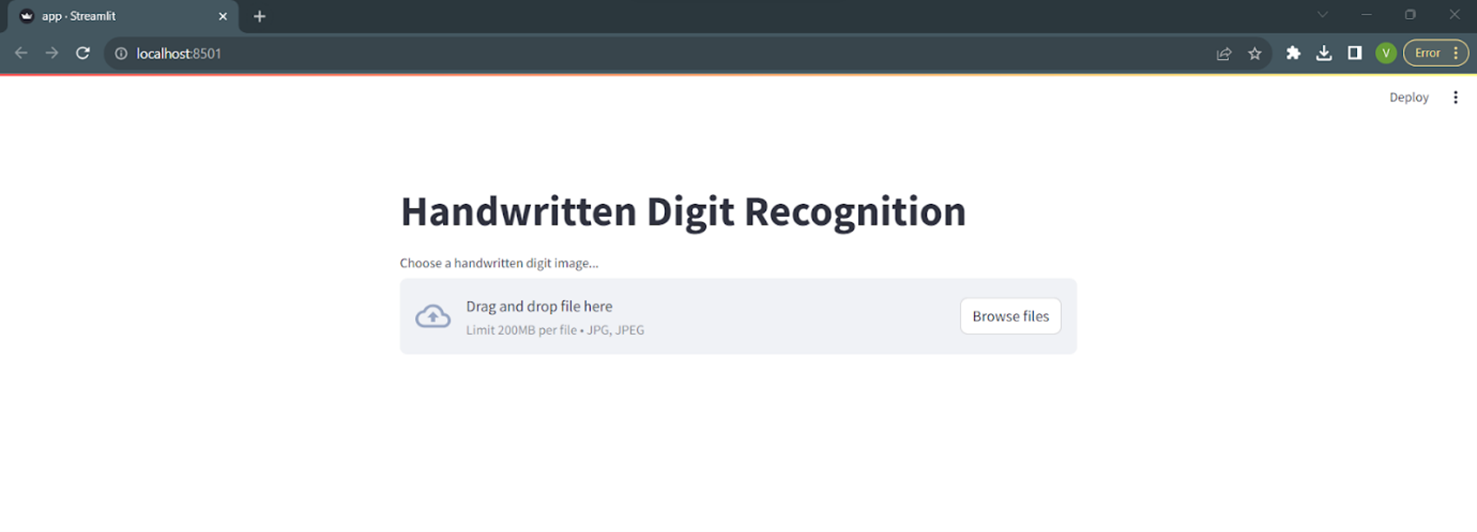 app · Streamlit
localhost:8501
V
Error
Deploy
Handwritten Digit Recognition
Choose a handwritten digit image...
Drag and drop file here
Limit 200MB per file • JPG, JPEG
Browse files